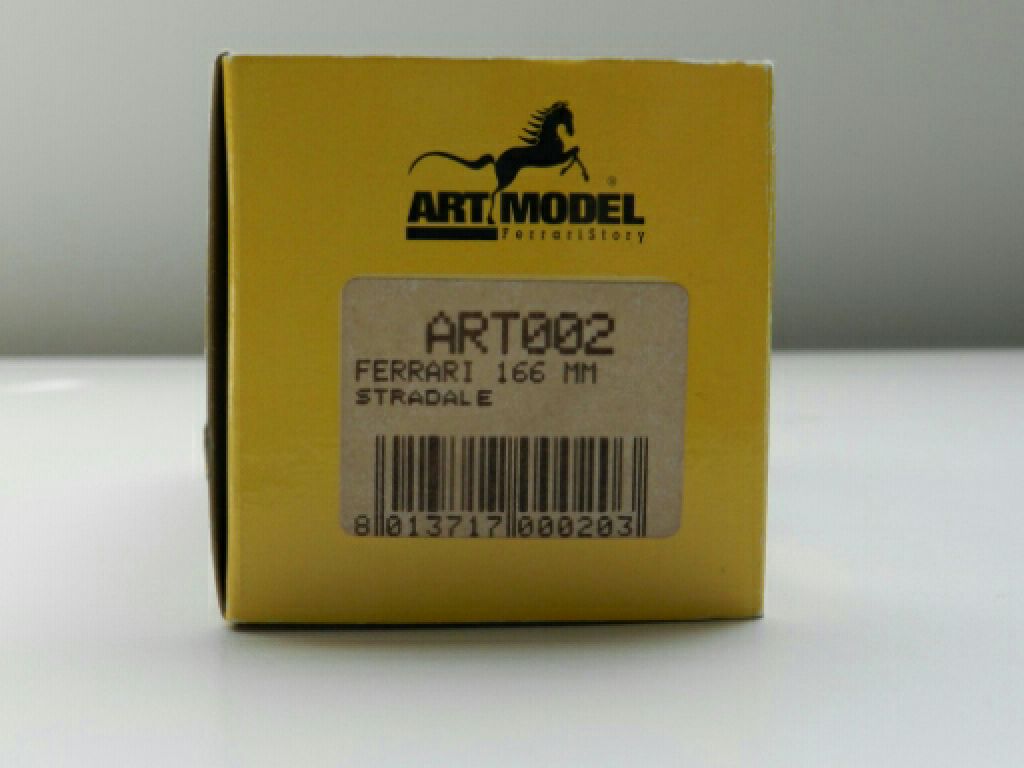 ART MODEL ®
FerrariStory
ART002
FERRARI 166 MM
STRADALE
8 013717 000203